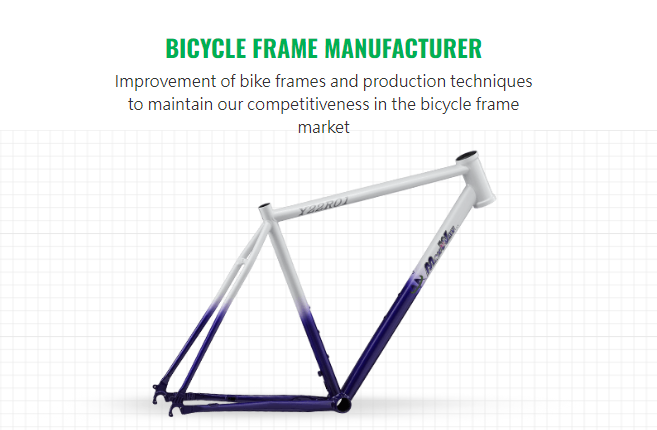 BICYCLE FRAME MANUFACTURER
Improvement of bike frames and production techniques
to maintain our competitiveness in the bicycle frame
market
Y22R01